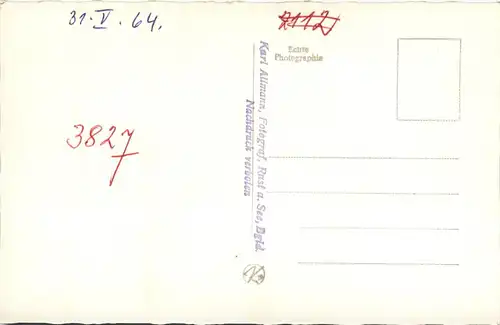 31. V. 64.
2112
Echte
Photographie
Karl Allmann, Fotograf, Rust a. See, Bgld.
Nachdruck verboten
3827